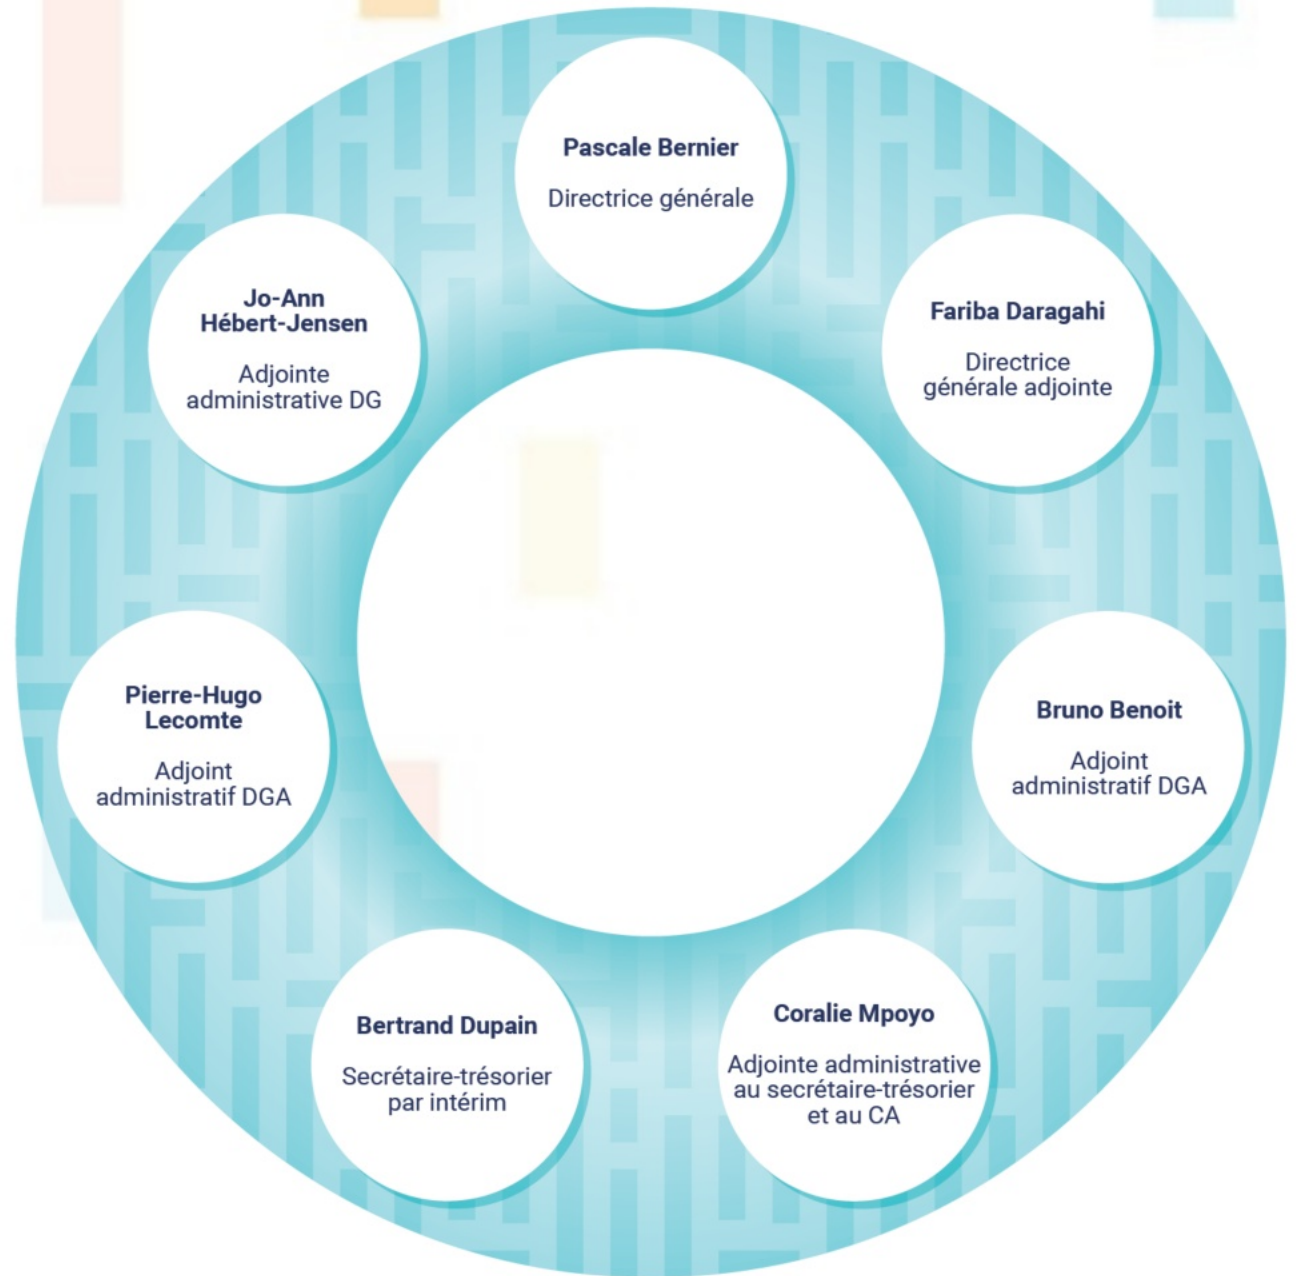 Pascale Bernier
Directrice générale
Fariba Daragahi
Directrice
générale adjointe
Bruno Benoit
Adjoint
administratif DGA
Coralie Mpoyo
Adjointe administrative
au secrétaire-trésorier
et au CA
Bertrand Dupain
Secrétaire-trésorier
par intérim
Pierre-Hugo
Lecomte
Adjoint
administratif DGA
Jo-Ann
Hébert-Jensen
Adjointe
administrative DG